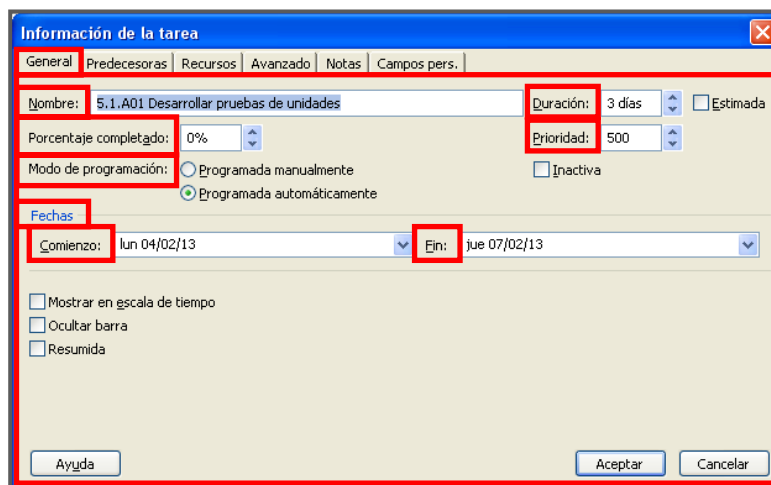 Información de la tarea
General Predecesoras Recursos Avanzado Notas Campos pers.
Nombre: 5.1.A01 Desarrollar pruebas de unidades Duración: 3 días Estimada
Porcentaje completado: 0% Prioridad: 500
Modo de programación: Programada manualmente Inactiva
Programada automáticamente
Fechas
Comienzo: lun 04/02/13 Fin: jue 07/02/13
Mostrar en escala de tiempo
Ocultar barra
Resumida
Ayuda Aceptar Cancelar